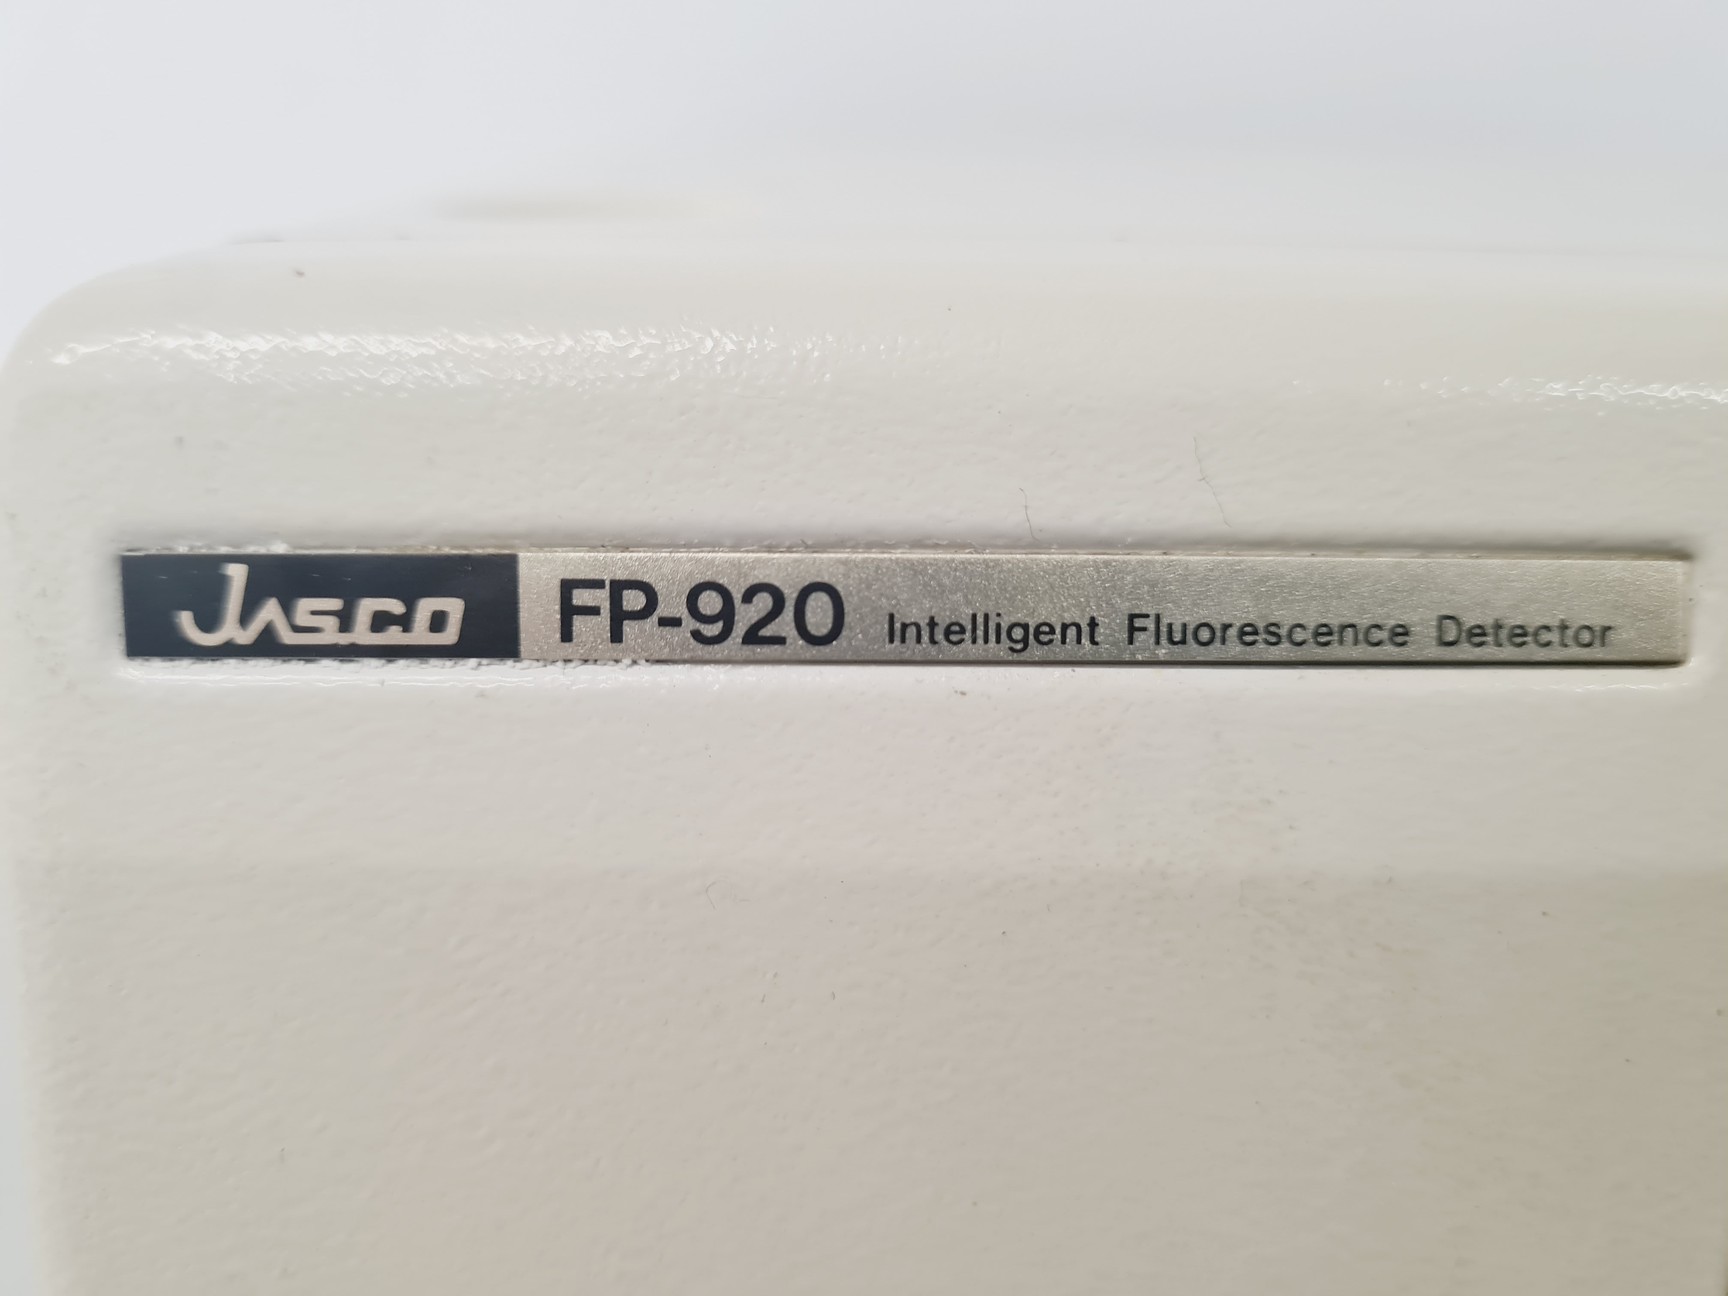 JASCO FP-920 Intelligent Fluorescence Detector